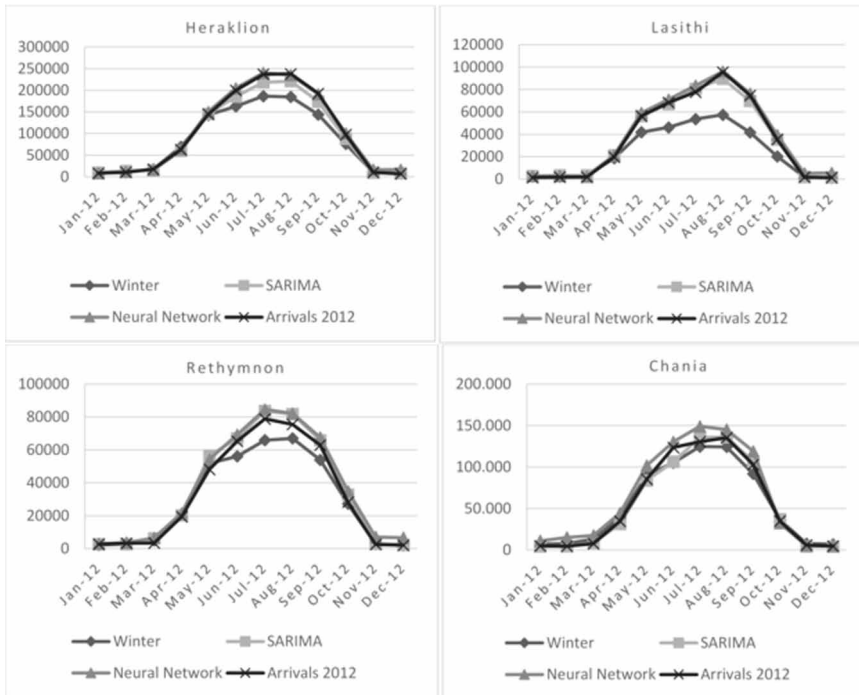 Heraklion
300000
250000
200000
150000
100000
50000
0
Jan-12 Feb-12 Mar-12 Apr-12 May-12 Jun-12 Jul-12 Aug-12 Sep-12 Oct-12 Nov-12 Dec-12
Winter SARIMA
Neural Network Arrivals 2012
Lasithi
120000
100000
80000
60000
40000
20000
0
Jan-12 Feb-12 Mar-12 Apr-12 May-12 Jun-12 Jul-12 Aug-12 Sep-12 Oct-12 Nov-12 Dec-12
Winter SARIMA
Neural Network Arrivals 2012
Rethymnon
100000
80000
60000
40000
20000
0
Jan-12 Feb-12 Mar-12 Apr-12 May-12 Jun-12 Jul-12 Aug-12 Sep-12 Oct-12 Nov-12 Dec-12
Winter SARIMA
Neural Network Arrivals 2012
Chania
200.000
150.000
100.000
50.000
0
Jan-12 Feb-12 Mar-12 Apr-12 May-12 Jun-12 Jul-12 Aug-12 Sep-12 Oct-12 Nov-12 Dec-12
Winter SARIMA
Neural Network Arrivals 2012